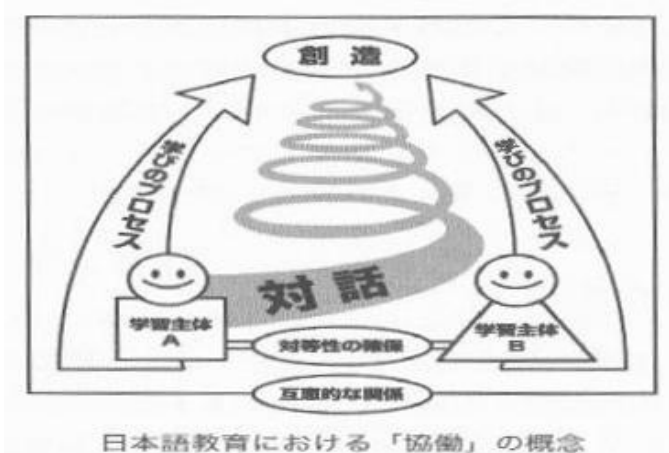 創造
学びのプロセス
学びのプロセス
対話
学習主体
A
学習主体
B
対等性の確保
互恵的な関係
日本語教育における「協働」の概念